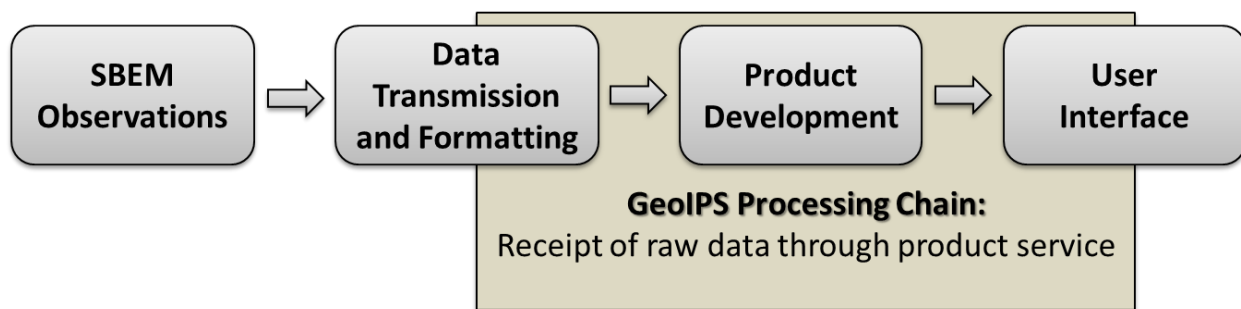 SBEM
Observations
Data
Transmission
and Formatting
Product
Development
User
Interface
GeoIPS Processing Chain:
Receipt of raw data through product service